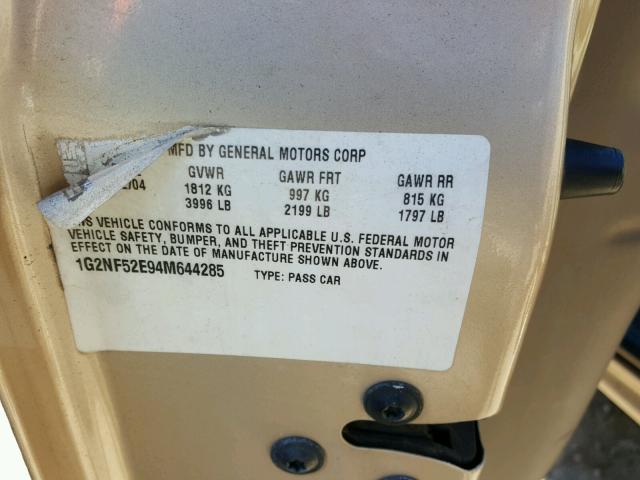 MFD BY GENERAL MOTORS CORP
GVWR GAWR FRT GAWR RR
/04 1812 KG 997 KG 815 KG
3996 LB 2199 LB 1797 LB
VEHICLE CONFORMS TO ALL APPLICABLE U.S. FEDERAL MOTOR
VEHICLE SAFETY, BUMPER, AND THEFT PREVENTION STANDARDS IN
EFFECT ON THE DATE OF MANUFACTURE SHOWN ABOVE.
1G2NF52E94M644285 TYPE: PASS CAR